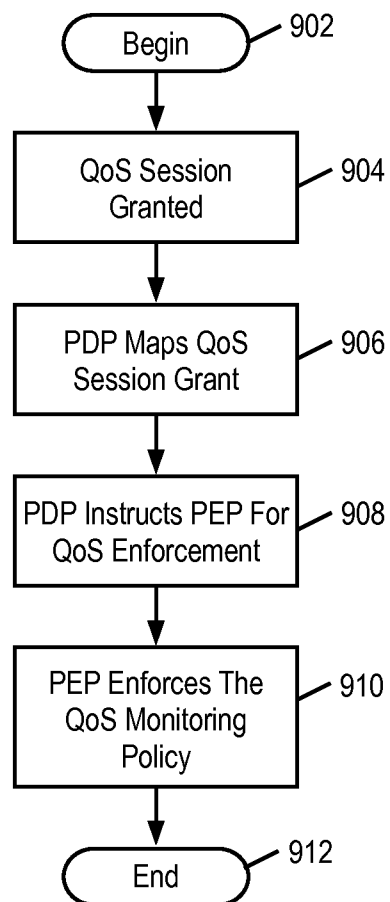 Begin
902
QoS Session
Granted
904
PDP Maps QoS
Session Grant
906
PDP Instructs PEP For
QoS Enforcement
908
PEP Enforces The
QoS Monitoring
Policy
910
End
912